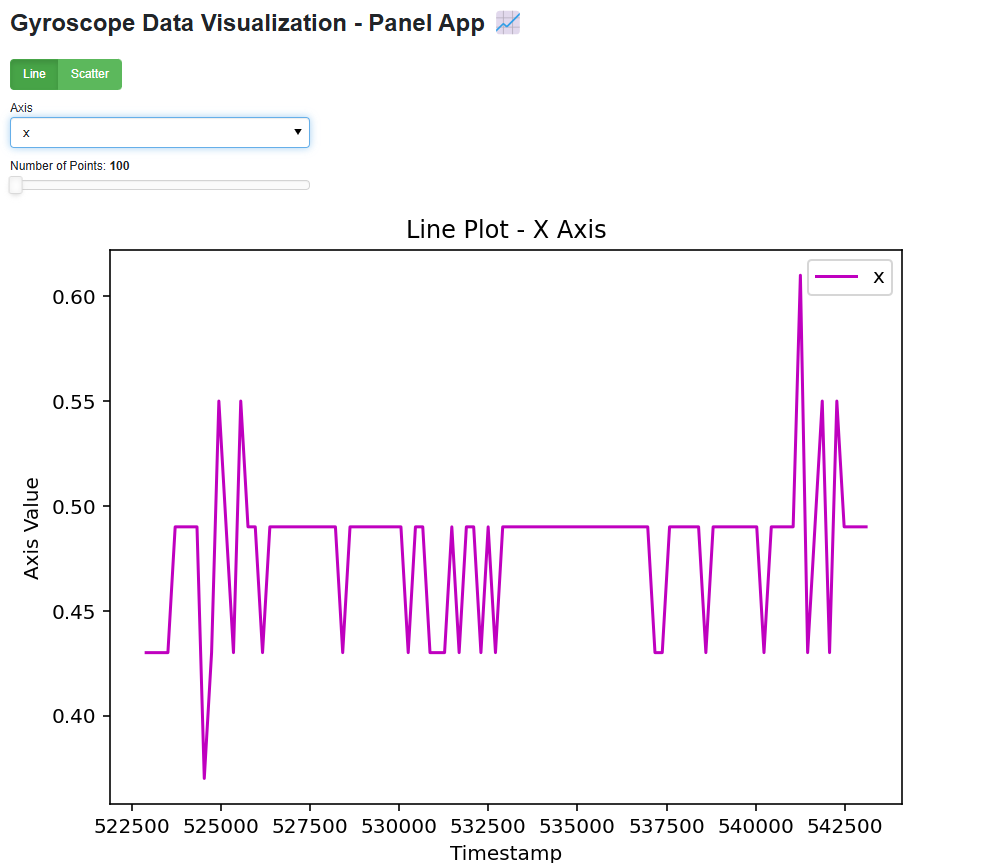 Gyroscope Data Visualization - Panel App 📈
Line Scatter
Axis
x
Number of Points: 100
Line Plot - X Axis
x
0.60
0.55
0.50
0.45
0.40
Axis Value
522500 525000 527500 530000 532500 535000 537500 540000 542500
Timestamp